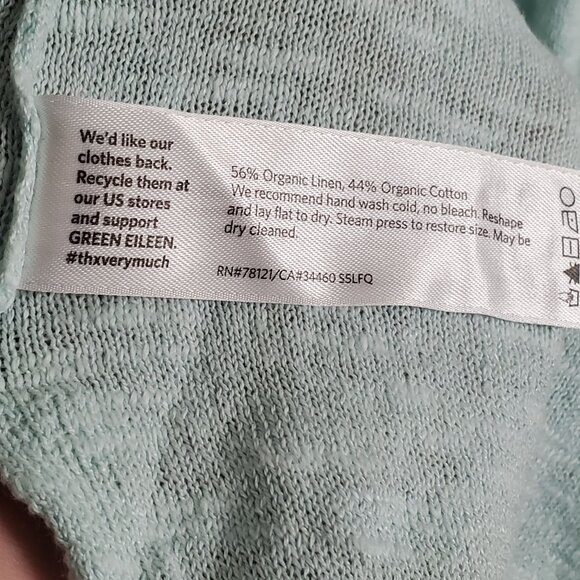 We'd like our
clothes back.
Recycle them at
our US stores
and support
GREEN EILEEN.
#thxverymuch
56% Organic Linen, 44% Organic Cotton
We recommend hand wash cold, no bleach. Reshape
and lay flat to dry. Steam press to restore size. May be
dry cleaned.
RN#78121/CA#34460 S5LFQ